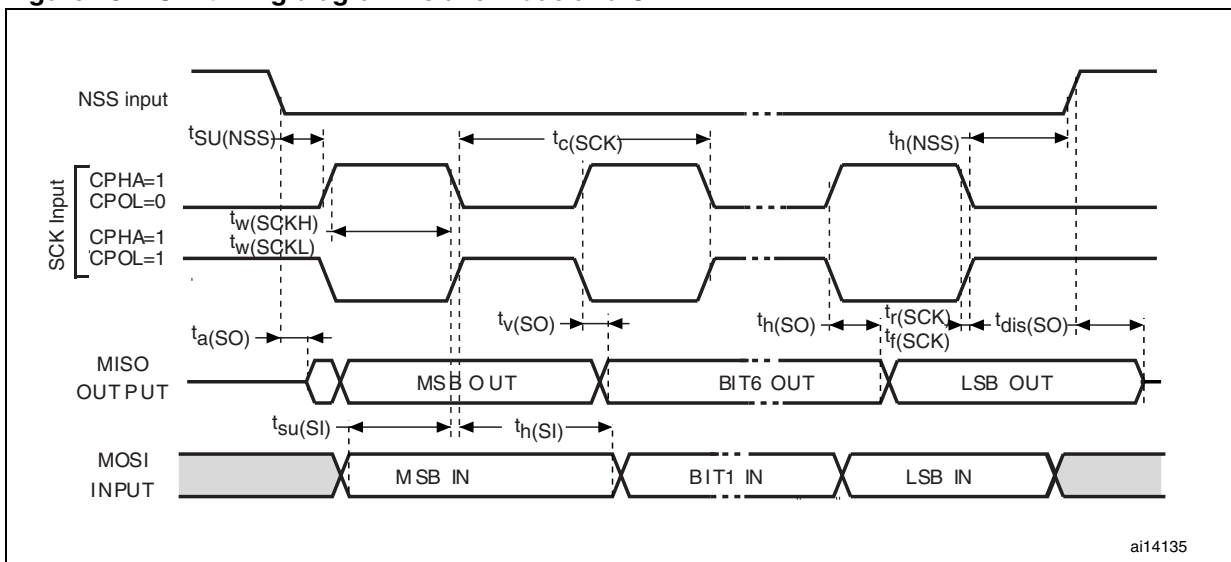 NSS input
tSU(NSS)
tc(SCK)
th(NSS)
SCK Input
CPHA=1
CPOL=0
tw(SCKH)
tw(SCKL)
CPHA=1
CPOL=1
ta(SO)
tv(SO)
th(SO)
tr(SCK)
tf(SCK)
tdis(SO)
MISO
OUTPUT
MSB OUT
BIT6 OUT
LSB OUT
tsu(SI)
th(SI)
MOSI
INPUT
MSB IN
BIT1 IN
LSB IN
ai14135